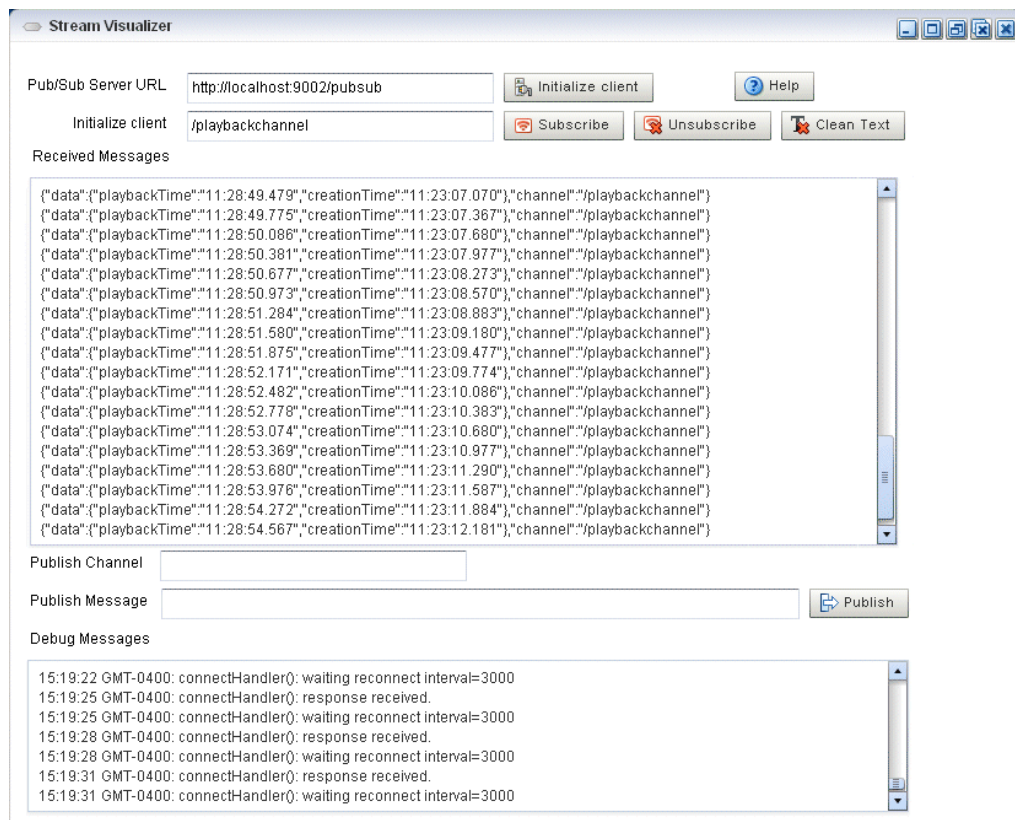 Stream Visualizer
Pub/Sub Server URL http://localhost:9002/pubsub Initialize client Help
Initialize client /playbackchannel Subscribe Unsubscribe Clean Text
Received Messages
{"data":{"playbackTime":"11:28:49.479","creationTime":"11:23:07.070"},"channel":"/playbackchannel"}
{"data":{"playbackTime":"11:28:49.775","creationTime":"11:23:07.367"},"channel":"/playbackchannel"}
{"data":{"playbackTime":"11:28:50.086","creationTime":"11:23:07.680"},"channel":"/playbackchannel"}
{"data":{"playbackTime":"11:28:50.381","creationTime":"11:23:07.977"},"channel":"/playbackchannel"}
{"data":{"playbackTime":"11:28:50.677","creationTime":"11:23:08.273"},"channel":"/playbackchannel"}
{"data":{"playbackTime":"11:28:50.973","creationTime":"11:23:08.570"},"channel":"/playbackchannel"}
{"data":{"playbackTime":"11:28:51.284","creationTime":"11:23:08.883"},"channel":"/playbackchannel"}
{"data":{"playbackTime":"11:28:51.580","creationTime":"11:23:09.180"},"channel":"/playbackchannel"}
{"data":{"playbackTime":"11:28:51.875","creationTime":"11:23:09.477"},"channel":"/playbackchannel"}
{"data":{"playbackTime":"11:28:52.171","creationTime":"11:23:09.774"},"channel":"/playbackchannel"}
{"data":{"playbackTime":"11:28:52.482","creationTime":"11:23:10.086"},"channel":"/playbackchannel"}
{"data":{"playbackTime":"11:28:52.778","creationTime":"11:23:10.383"},"channel":"/playbackchannel"}
{"data":{"playbackTime":"11:28:53.074","creationTime":"11:23:10.680"},"channel":"/playbackchannel"}
{"data":{"playbackTime":"11:28:53.369","creationTime":"11:23:10.977"},"channel":"/playbackchannel"}
{"data":{"playbackTime":"11:28:53.680","creationTime":"11:23:11.290"},"channel":"/playbackchannel"}
{"data":{"playbackTime":"11:28:53.976","creationTime":"11:23:11.587"},"channel":"/playbackchannel"}
{"data":{"playbackTime":"11:28:54.272","creationTime":"11:23:11.884"},"channel":"/playbackchannel"}
{"data":{"playbackTime":"11:28:54.567","creationTime":"11:23:12.181"},"channel":"/playbackchannel"}
Publish Channel
Publish Message Publish
Debug Messages
15:19:22 GMT-0400: connectHandler(): waiting reconnect interval=3000
15:19:25 GMT-0400: connectHandler(): response received.
15:19:25 GMT-0400: connectHandler(): waiting reconnect interval=3000
15:19:28 GMT-0400: connectHandler(): response received.
15:19:28 GMT-0400: connectHandler(): waiting reconnect interval=3000
15:19:31 GMT-0400: connectHandler(): response received.
15:19:31 GMT-0400: connectHandler(): waiting reconnect interval=3000